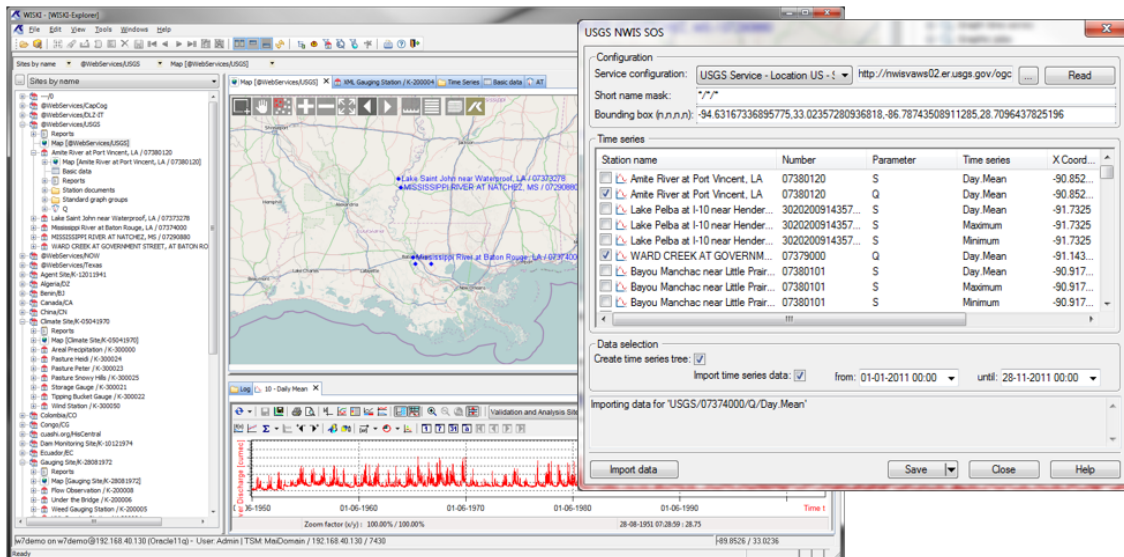 WISKI - [WISKI-Explorer]
File Edit View Tools Windows Help
Sites by name @WebServices/USGS Map [@WebServices/USGS]
Sites by name
---/0
@WebServices/CapCog
@WebServices/DLZ-IT
@WebServices/USGS
Reports
Map [@WebServices/USGS]
Amite River at Port Vincent, LA / 07380120
Map [Amite River at Port Vincent, LA / 07380120]
Basic data
Reports
Station documents
Standard graph groups
Q
Lake Saint John near Waterproof, LA / 07373278
Mississippi River at Baton Rouge, LA / 07374000
MISSISSIPPI RIVER AT NATCHEZ, MS / 07290880
WARD CREEK AT GOVERNMENT STREET, AT BATON RO
@WebServices/NOW
@WebServices/Texas
Agent Site/K-12011941
Algeria/DZ
Benin/BJ
Canada/CA
China/CN
Climate Site/K-05041970
Reports
Map [Climate Site/K-05041970]
Areal Precipitation / K-300000
Pasture Heidi / K-300024
Pasture Peter / K-300023
Pasture Snowy Hills / K-300025
Storage Gauge / K-300021
Tipping Bucket Gauge / K-300022
Wind Station / K-300050
Colombia/CO
Congo/CG
cuashi.org/HisCentral
Dam Monitoring Site/K-10121974
Ecuador/EC
Gauging Site/K-28081972
Reports
Map [Gauging Site/K-28081972]
Flow Observation / K-200008
Under the Bridge / K-200006
Weed Gauging Station / K-200005
Map [@WebServices/USGS] XML Gauging Station / K-200004 Time Series Basic data AT
Lake Saint John near Waterproof, LA / 07373278
MISSISSIPPI RIVER AT NATCHEZ, MS / 07290880
Mississippi River at Baton Rouge, LA / 07374000
Log 10 - Daily Mean
Validation and Analysis Site
Discharge [cumec]
06-1950 01-06-1960 01-06-1970 01-06-1980 01-06-1990 Time t
Zoom factor (x/y): 100.00% / 100.00% 28-08-1951 07:28:59 : 28.75
w7demo on w7demo@192.168.40.130 (Oracle11g) - User: Admin | TSM: MaiDomain / 192.168.40.130 / 7430 -89.8526 / 33.0236
Ready
USGS NWIS SOS
Configuration
Service configuration: USGS Service - Location US - S http://nwisvaws02.er.usgs.gov/ogc ... Read
Short name mask: */*/*
Bounding box (n,n,n,n): -94.63167336895775,33.02357280936818,-86.78743508911285,28.7096437825196
Time series
Station name Number Parameter Time series X Coord...
Amite River at Port Vincent, LA 07380120 S Day.Mean -90.852...
Amite River at Port Vincent, LA 07380120 Q Day.Mean -90.852...
Lake Pelba at I-10 near Hender... 3020200914357... S Day.Mean -91.7325
Lake Pelba at I-10 near Hender... 3020200914357... S Maximum -91.7325
Lake Pelba at I-10 near Hender... 3020200914357... S Minimum -91.7325
WARD CREEK AT GOVERNM... 07379000 Q Day.Mean -91.143...
Bayou Manchac near Little Prair... 07380101 S Day.Mean -90.917...
Bayou Manchac near Little Prair... 07380101 S Maximum -90.917...
Bayou Manchac near Little Prair... 07380101 S Minimum -90.917...
Data selection
Create time series tree:
Import time series data: from: 01-01-2011 00:00 until: 28-11-2011 00:00
Importing data for 'USGS/07374000/Q/Day.Mean'
Import data Save Close Help